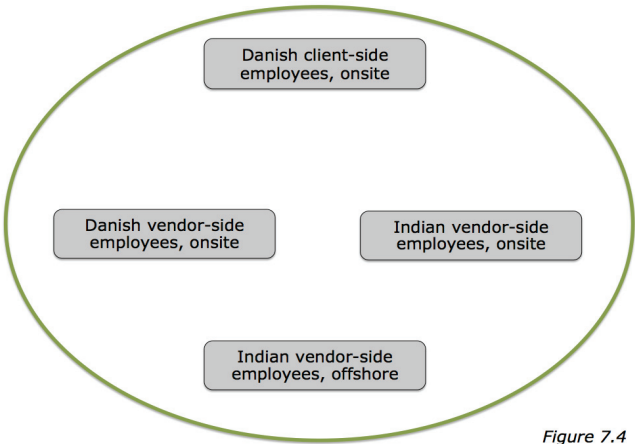 Danish client-side
employees, onsite
Danish vendor-side
employees, onsite
Indian vendor-side
employees, onsite
Indian vendor-side
employees, offshore
Figure 7.4